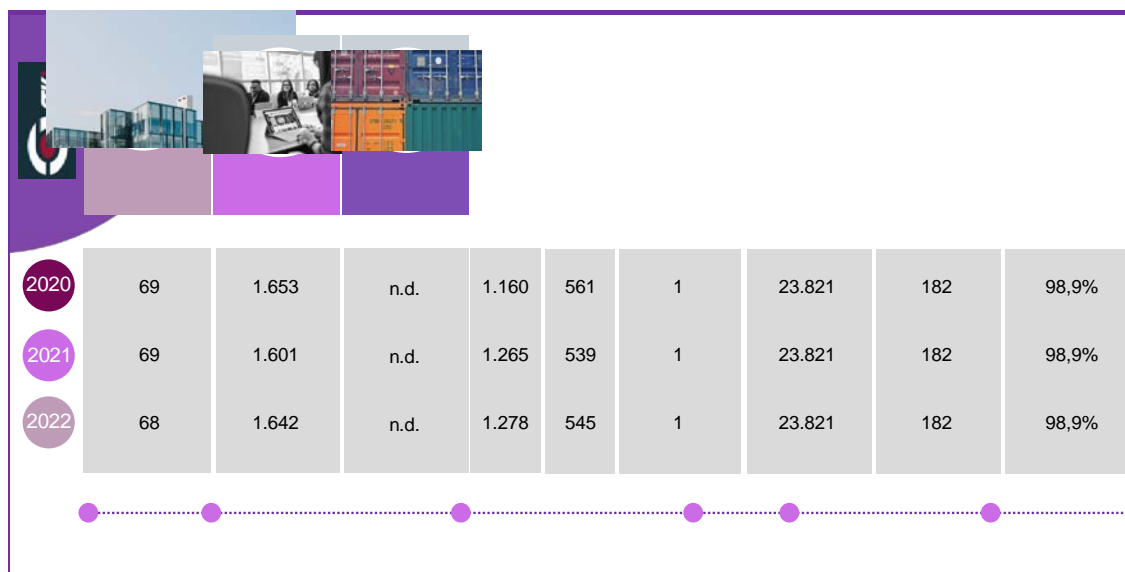 2020 69 1.653 n.d. 1.160 561 1 23.821 182 98,9%
2021 69 1.601 n.d. 1.265 539 1 23.821 182 98,9%
2022 68 1.642 n.d. 1.278 545 1 23.821 182 98,9%